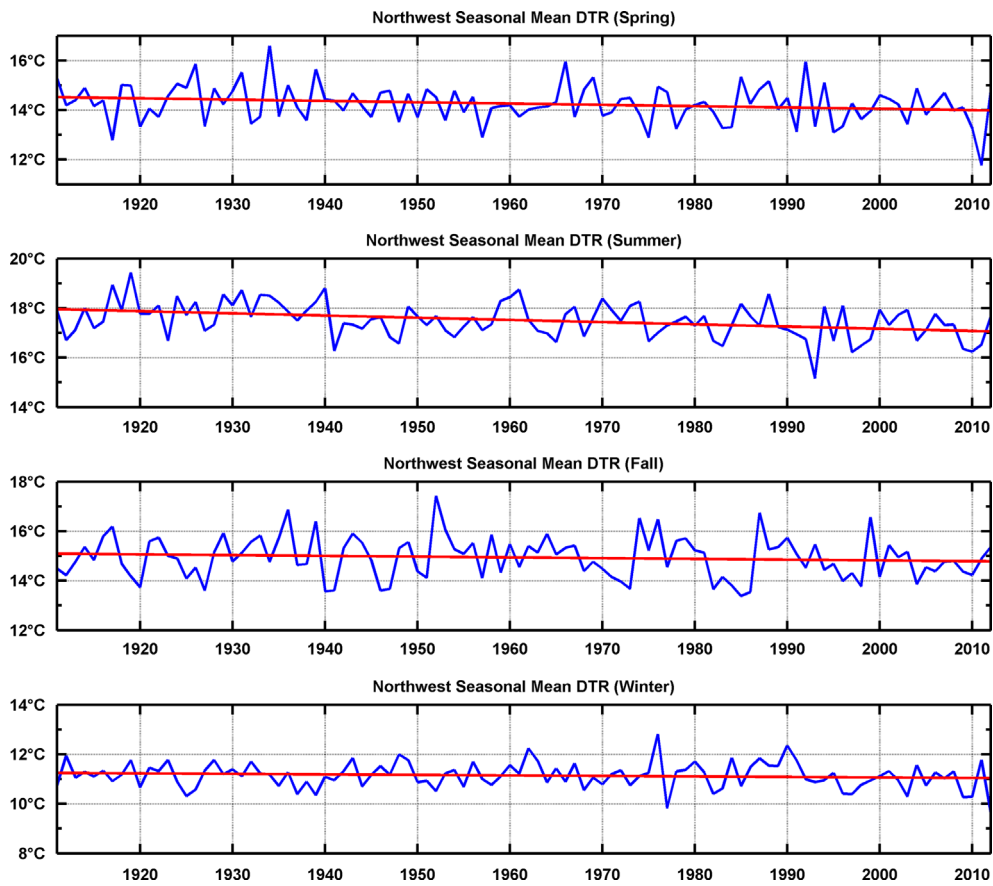 Northwest Seasonal Mean DTR (Spring)
16°C
14°C
12°C
1920 1930 1940 1950 1960 1970 1980 1990 2000 2010
Northwest Seasonal Mean DTR (Summer)
20°C
18°C
16°C
14°C
1920 1930 1940 1950 1960 1970 1980 1990 2000 2010
Northwest Seasonal Mean DTR (Fall)
18°C
16°C
14°C
12°C
1920 1930 1940 1950 1960 1970 1980 1990 2000 2010
Northwest Seasonal Mean DTR (Winter)
14°C
12°C
10°C
8°C
1920 1930 1940 1950 1960 1970 1980 1990 2000 2010